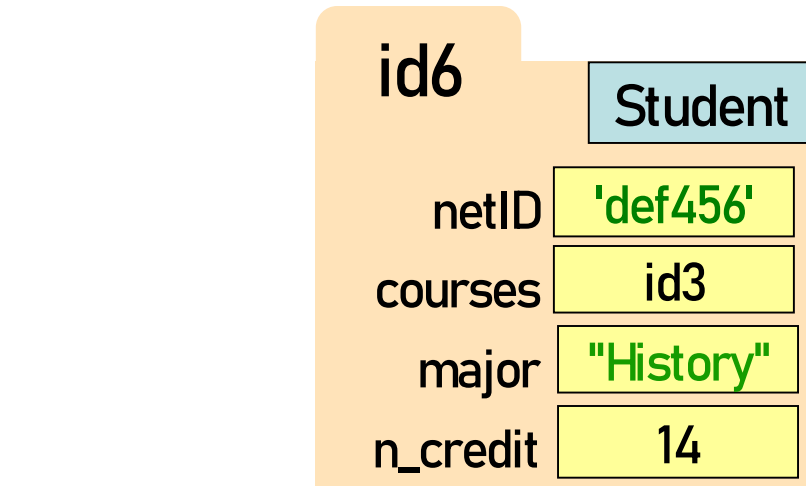 id6
Student
netID 'def456'
courses id3
major "History"
n_credit 14